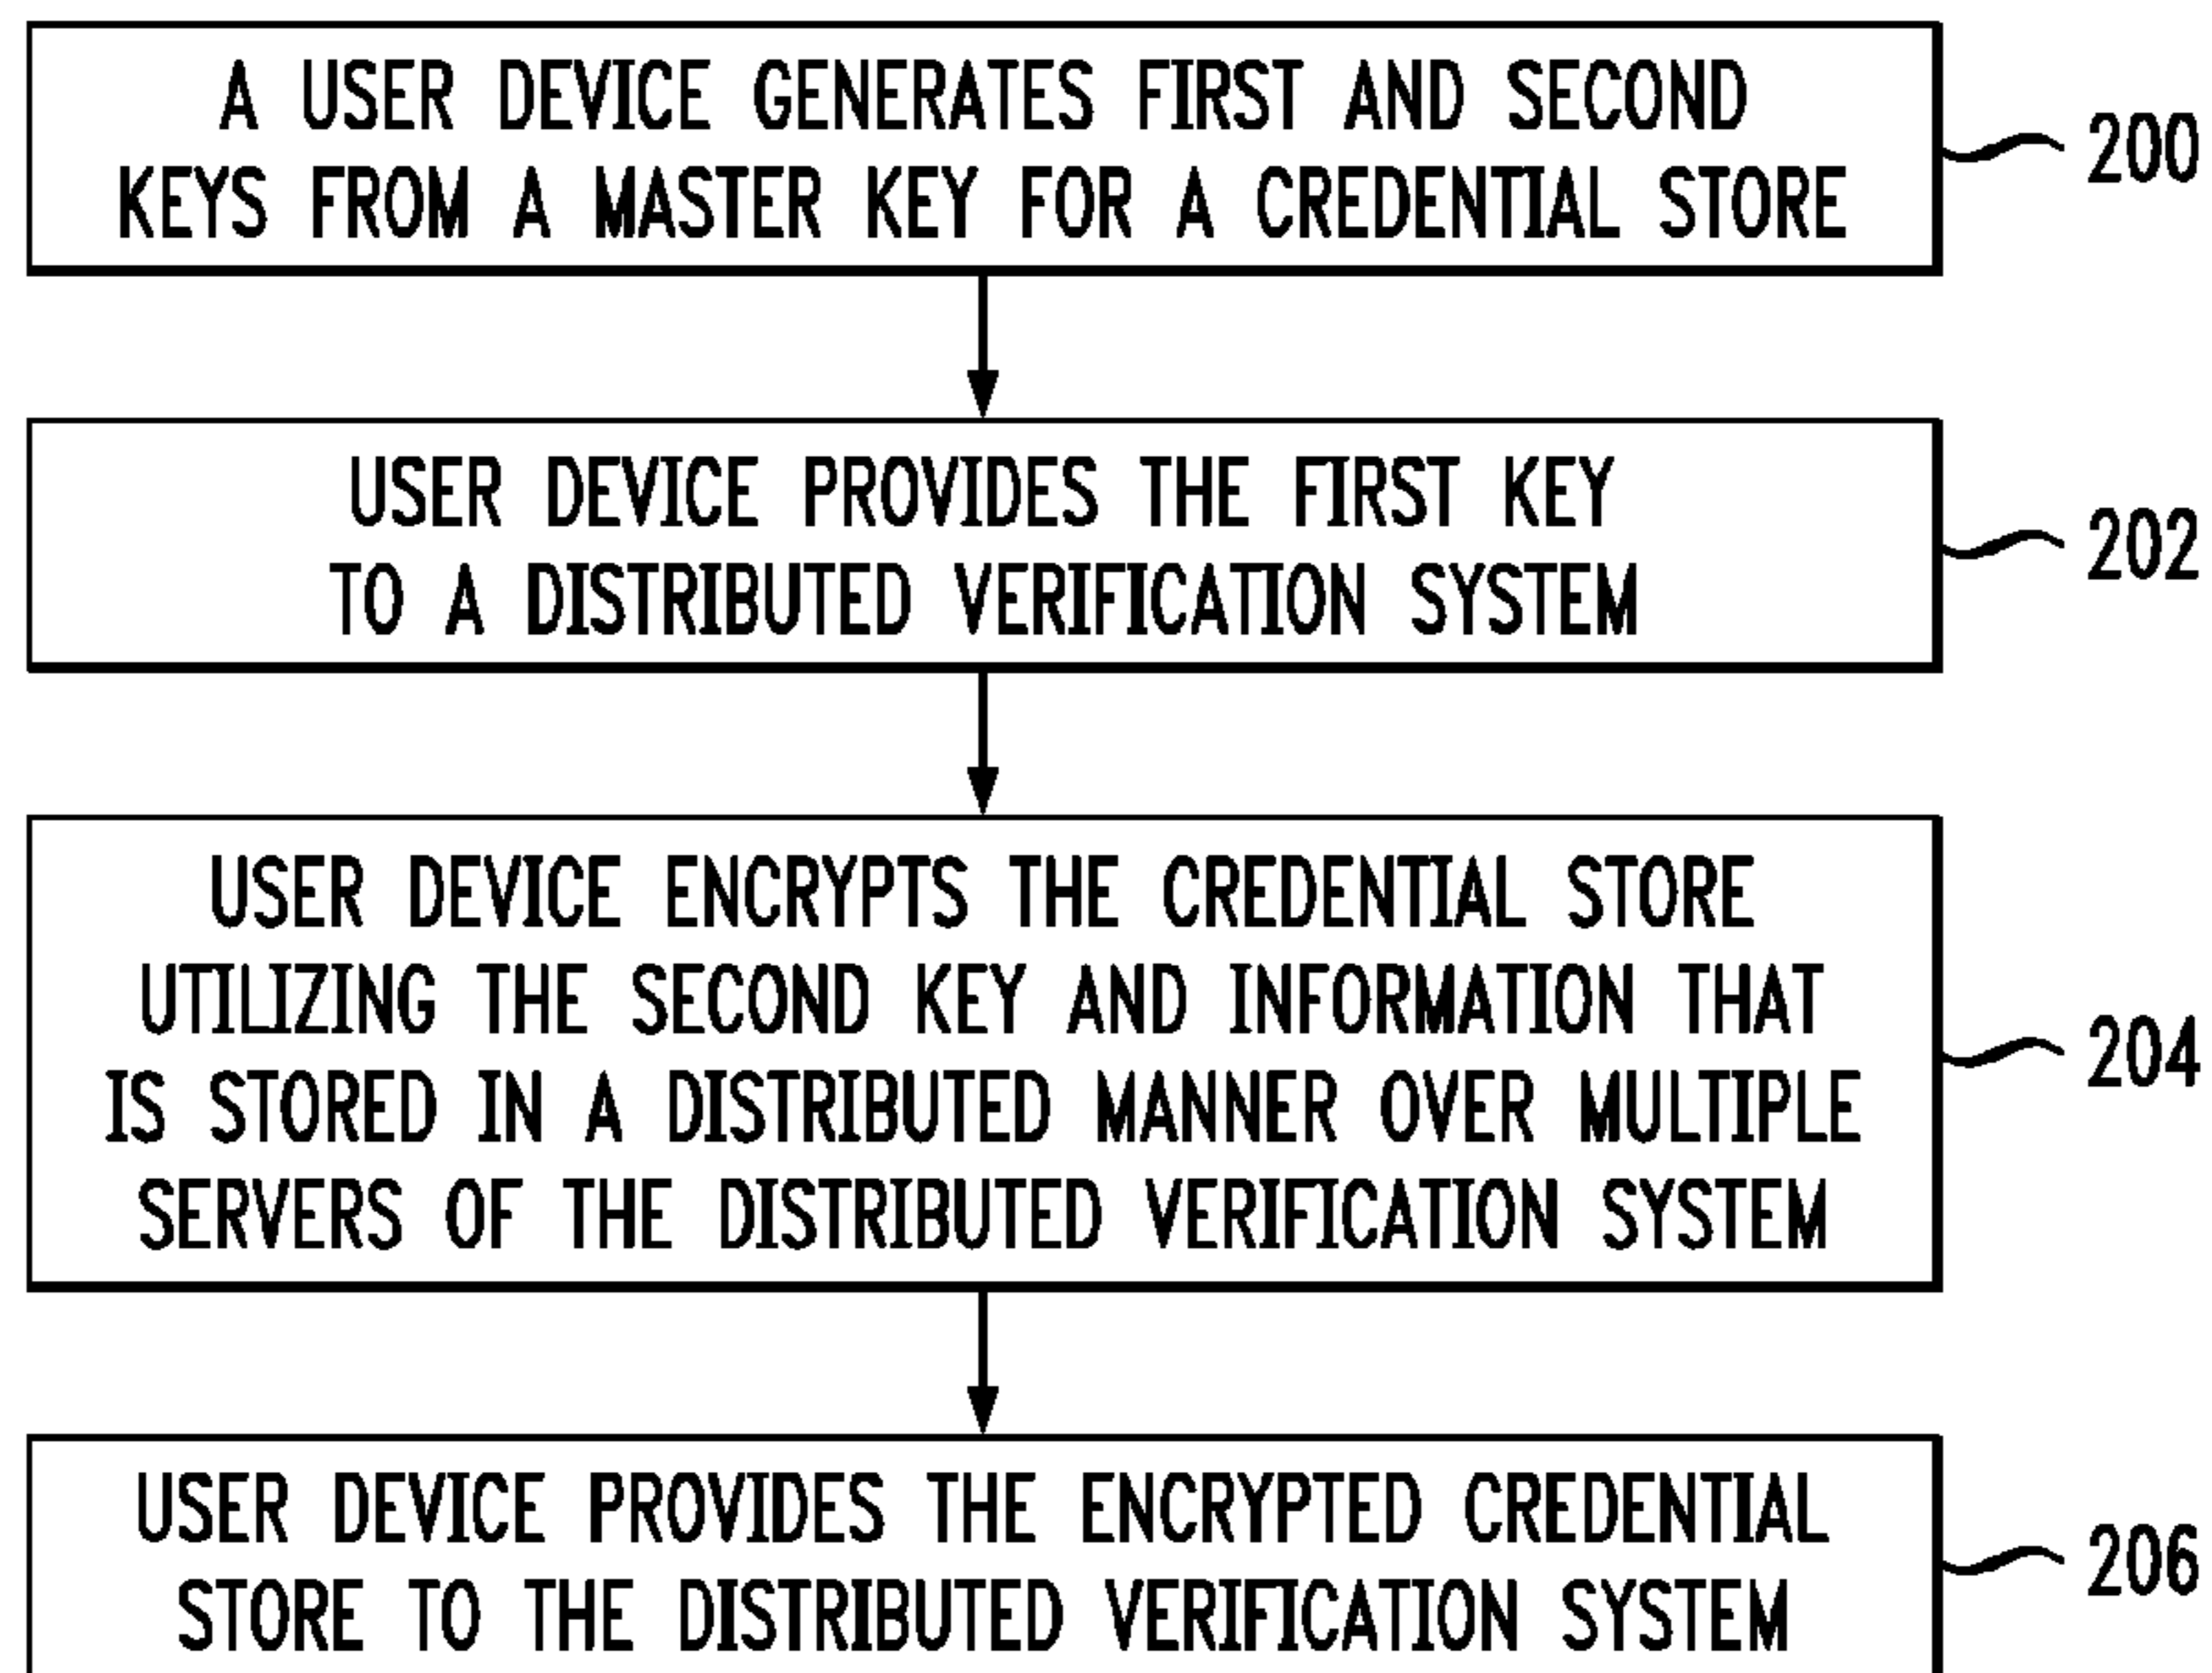 A USER DEVICE GENERATES FIRST AND SECOND
KEYS FROM A MASTER KEY FOR A CREDENTIAL STORE
200
USER DEVICE PROVIDES THE FIRST KEY
TO A DISTRIBUTED VERIFICATION SYSTEM
202
USER DEVICE ENCRYPTS THE CREDENTIAL STORE
UTILIZING THE SECOND KEY AND INFORMATION THAT
IS STORED IN A DISTRIBUTED MANNER OVER MULTIPLE
SERVERS OF THE DISTRIBUTED VERIFICATION SYSTEM
204
USER DEVICE PROVIDES THE ENCRYPTED CREDENTIAL
STORE TO THE DISTRIBUTED VERIFICATION SYSTEM
206